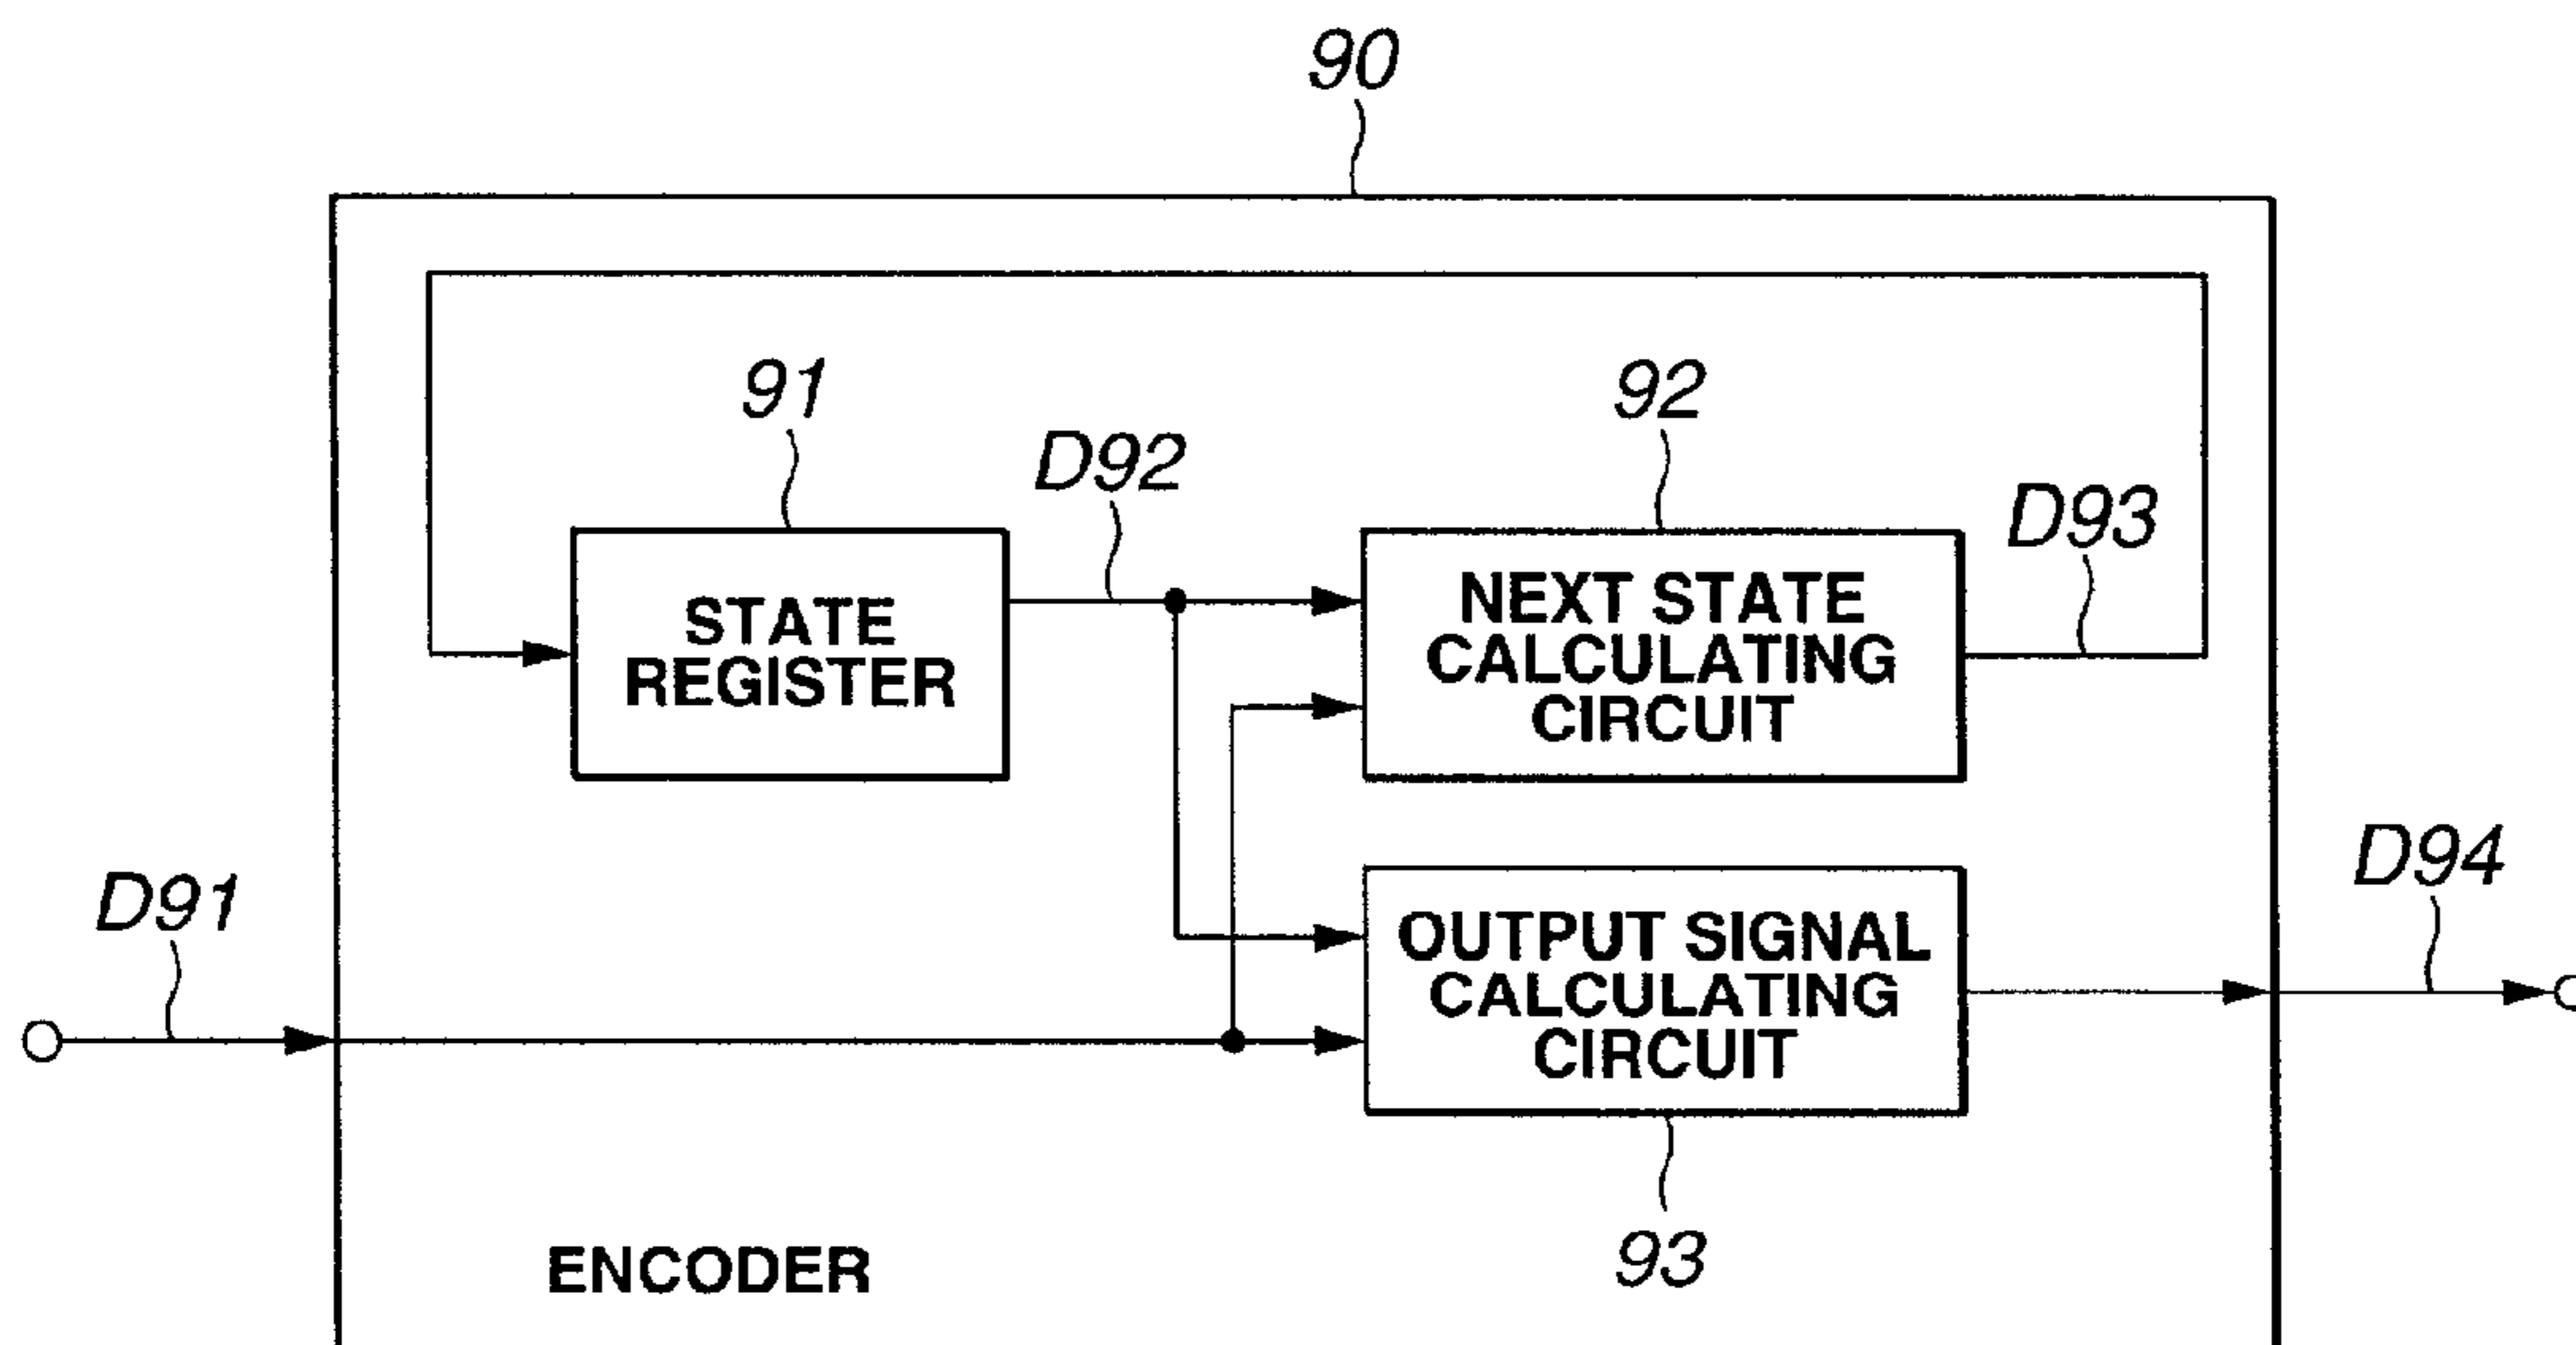 90
91
92
D92
D93
STATE
REGISTER
NEXT STATE
CALCULATING
CIRCUIT
D91
D94
OUTPUT SIGNAL
CALCULATING
CIRCUIT
93
ENCODER